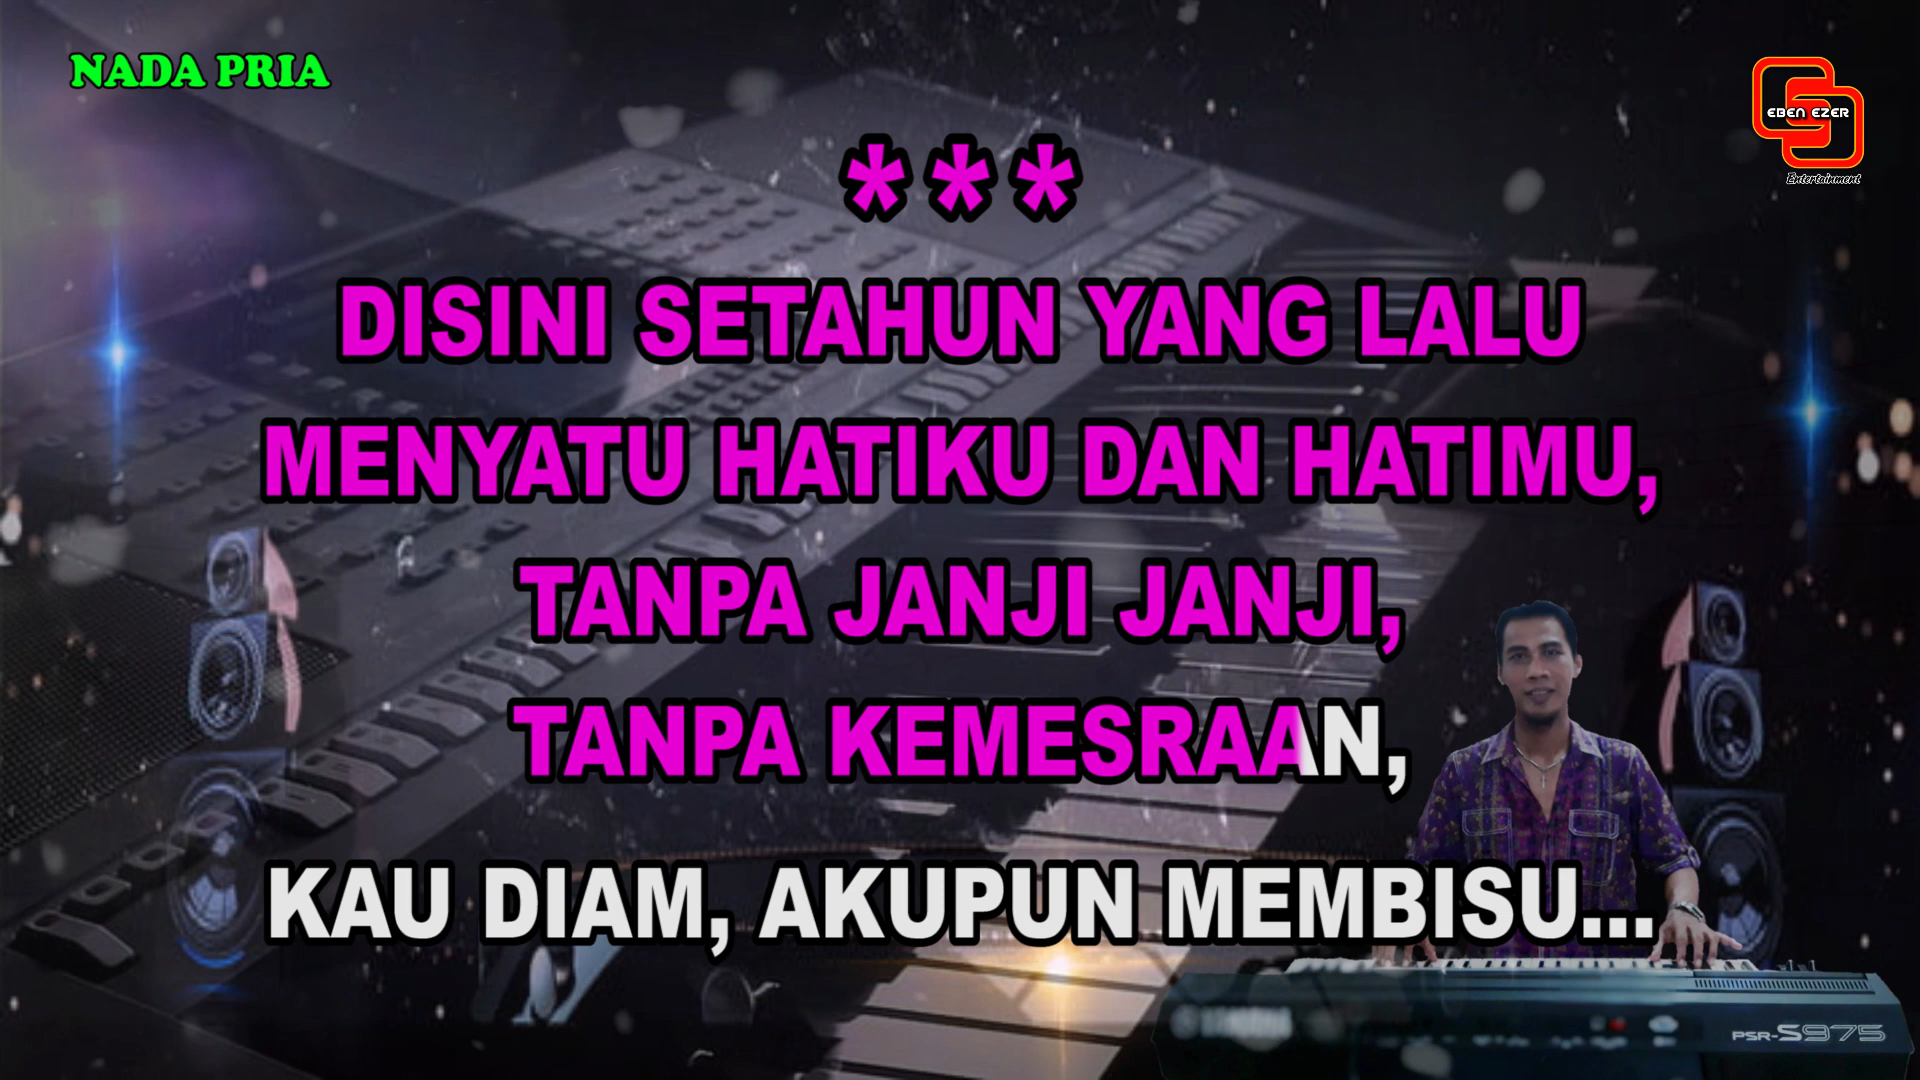 NADA PRIA
EBEN EZER
Entertainment
***
DISINI SETAHUN YANG LALU
MENYATU HATIKU DAN HATIMU,
TANPA JANJI JANJI,
TANPA KEMESRAAN,
KAU DIAM, AKUPUN MEMBISU...
PSR-S975